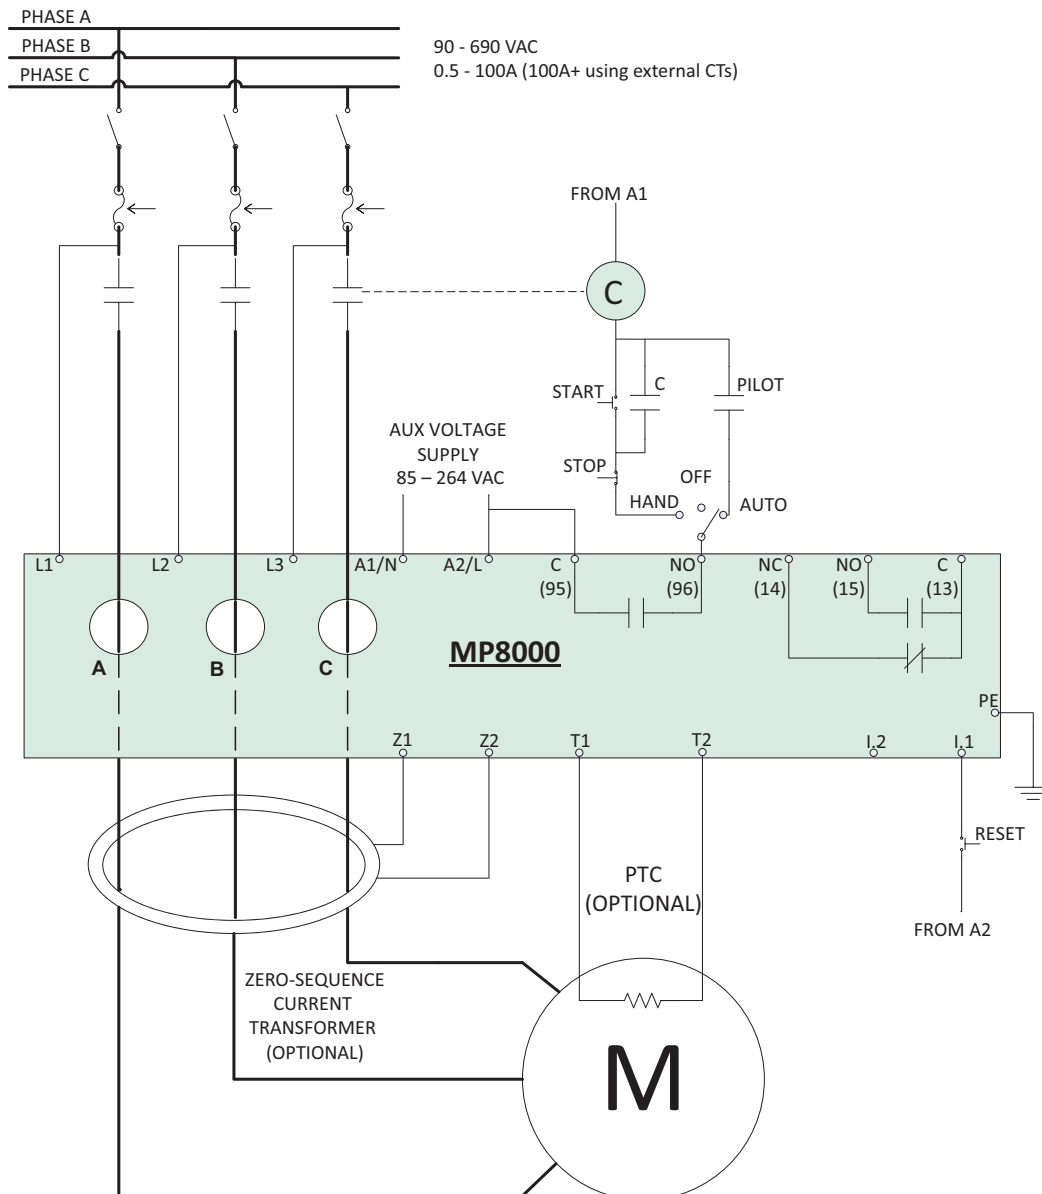 PHASE A
PHASE B
PHASE C
90 - 690 VAC
0.5 - 100A (100A+ using external CTs)
FROM A1
C
START
C
PILOT
AUX VOLTAGE
SUPPLY
85 – 264 VAC
STOP
OFF
HAND
AUTO
L1
L2
L3
A1/N
A2/L
C
(95)
NO
(96)
NC
(14)
NO
(15)
C
(13)
A
B
C
MP8000
PE
Z1
Z2
T1
T2
I.2
I.1
RESET
FROM A2
PTC
(OPTIONAL)
ZERO-SEQUENCE
CURRENT
TRANSFORMER
(OPTIONAL)
M